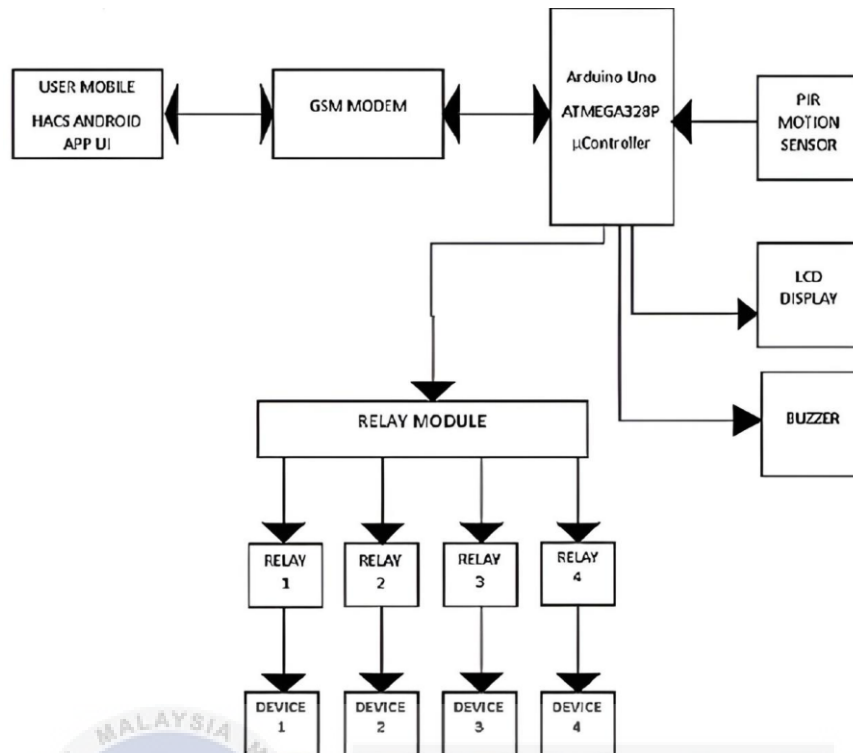 USER MOBILE
HACS ANDROID
APP UI
GSM MODEM
Arduino Uno
ATMEGA328P
µController
PIR
MOTION
SENSOR
LCD
DISPLAY
BUZZER
RELAY MODULE
RELAY
1
RELAY
2
RELAY
3
RELAY
4
DEVICE
1
DEVICE
2
DEVICE
3
DEVICE
4
MALAYSIA